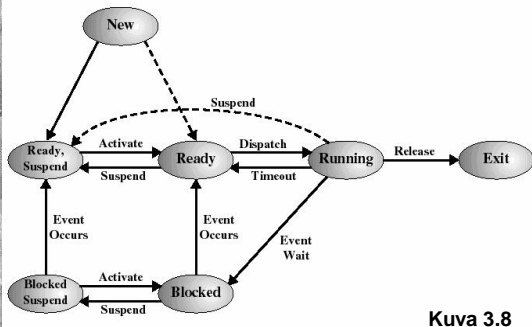 New
Suspend
Ready,
Suspend
Activate
Suspend
Ready
Dispatch
Timeout
Running
Release
Exit
Event
Occurs
Event
Occurs
Event
Wait
Blocked
Suspend
Activate
Suspend
Blocked
Kuva 3.8